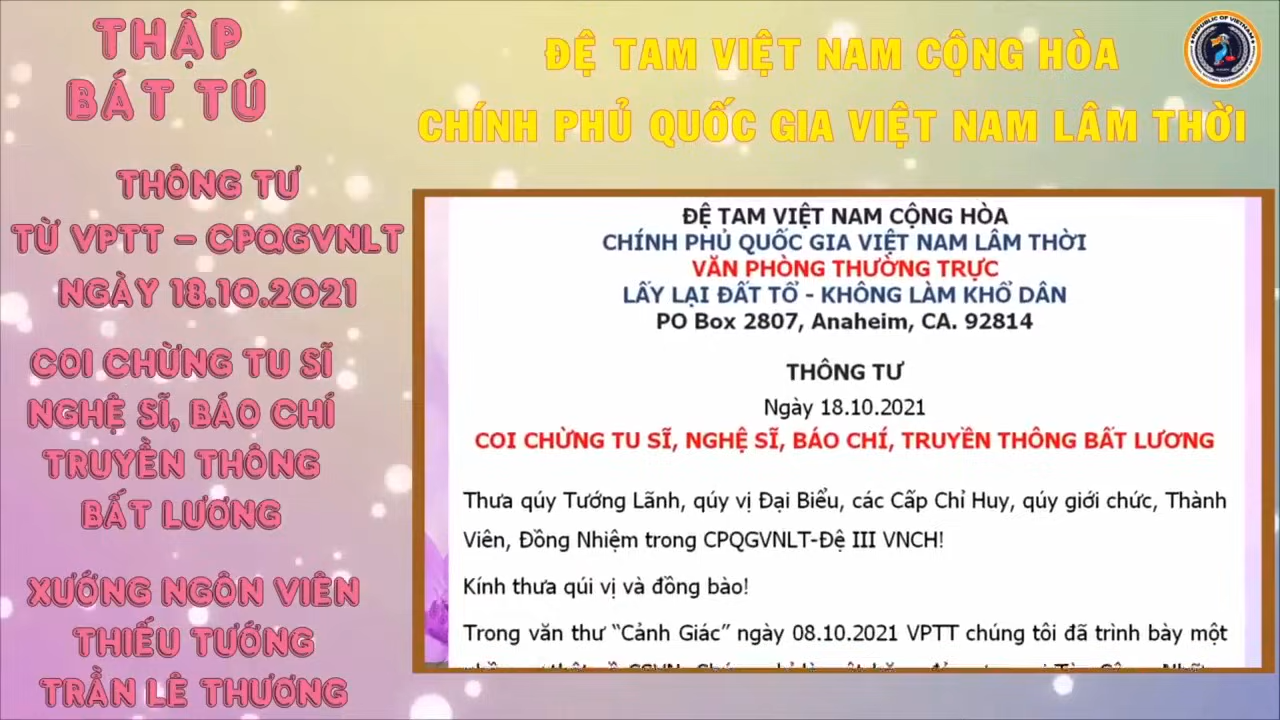 THẬP
BÁT TÚ
THÔNG TƯ
TỪ VPTT – CPQGVNLT
NGÀY 18.10.2021
COI CHỪNG TU SĨ
NGHỆ SĨ, BÁO CHÍ
TRUYỀN THÔNG
BẤT LƯƠNG
XƯỚNG NGÔN VIÊN
THIẾU TƯỚNG
TRẦN LÊ THƯƠNG
ĐỆ TAM VIỆT NAM CỘNG HÒA
CHÍNH PHỦ QUỐC GIA VIỆT NAM LÂM THỜI
REPUBLIC OF VIETNAM
ĐỆ TAM VIỆT NAM CỘNG HÒA
CHÍNH PHỦ QUỐC GIA VIỆT NAM LÂM THỜI
VĂN PHÒNG THƯỜNG TRỰC
LẤY LẠI ĐẤT TỔ - KHÔNG LÀM KHỔ DÂN
PO Box 2807, Anaheim, CA. 92814
THÔNG TƯ
Ngày 18.10.2021
COI CHỪNG TU SĨ, NGHỆ SĨ, BÁO CHÍ, TRUYỀN THÔNG BẤT LƯƠNG
Thưa qúy Tướng Lãnh, qúy vị Đại Biểu, các Cấp Chỉ Huy, qúy giới chức, Thành
Viên, Đồng Nhiệm trong CPQGVNLT-Đệ III VNCH!
Kính thưa qúi vị và đồng bào!
Trong văn thư “Cảnh Giác” ngày 08.10.2021 VPTT chúng tôi đã trình bày một